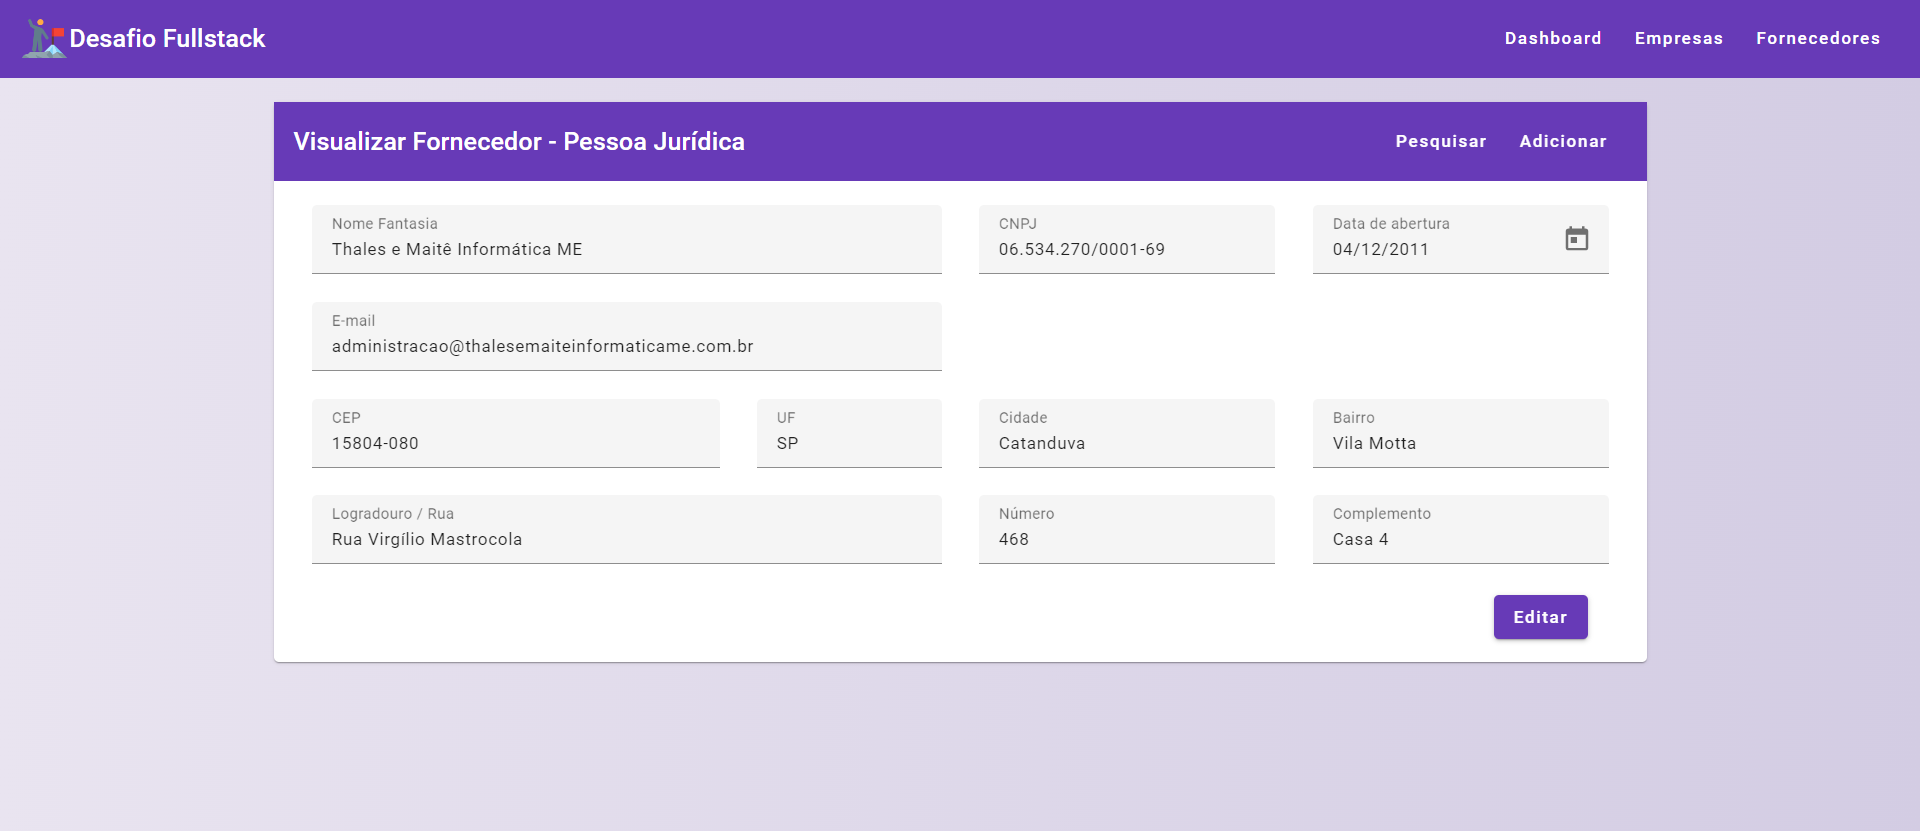 Desafio Fullstack
Dashboard Empresas Fornecedores
Visualizar Fornecedor - Pessoa Jurídica
Pesquisar Adicionar
Nome Fantasia
Thales e Maitê Informática ME
CNPJ
06.534.270/0001-69
Data de abertura
04/12/2011
E-mail
administracao@thalesemaiteinformaticame.com.br
CEP
15804-080
UF
SP
Cidade
Catanduva
Bairro
Vila Motta
Logradouro / Rua
Rua Virgílio Mastrocola
Número
468
Complemento
Casa 4
Editar